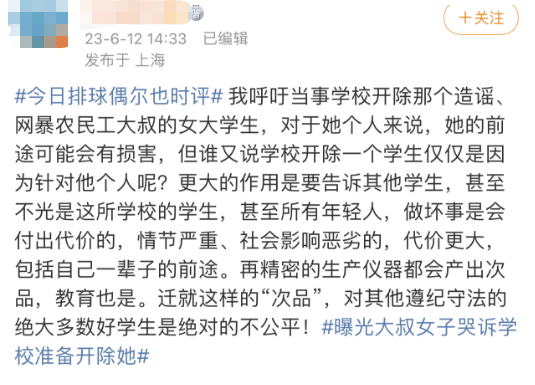 +关注
23-6-12 14:33 已编辑
发布于 上海
#今日排球偶尔也时评# 我呼吁当事学校开除那个造谣、
网暴农民工大叔的女大学生，对于她个人来说，她的前
途可能会有损害，但谁又说学校开除一个学生仅仅是因
为针对他个人呢？更大的作用是要告诉其他学生，甚至
不光是这所学校的学生，甚至所有年轻人，做坏事是会
付出代价的，情节严重、社会影响恶劣的，代价更大，
包括自己一辈子的前途。再精密的生产仪器都会产出次
品，教育也是。迁就这样的“次品”，对其他遵纪守法的
绝大多数好学生是绝对的不公平！#曝光大叔女子哭诉学
校准备开除她#